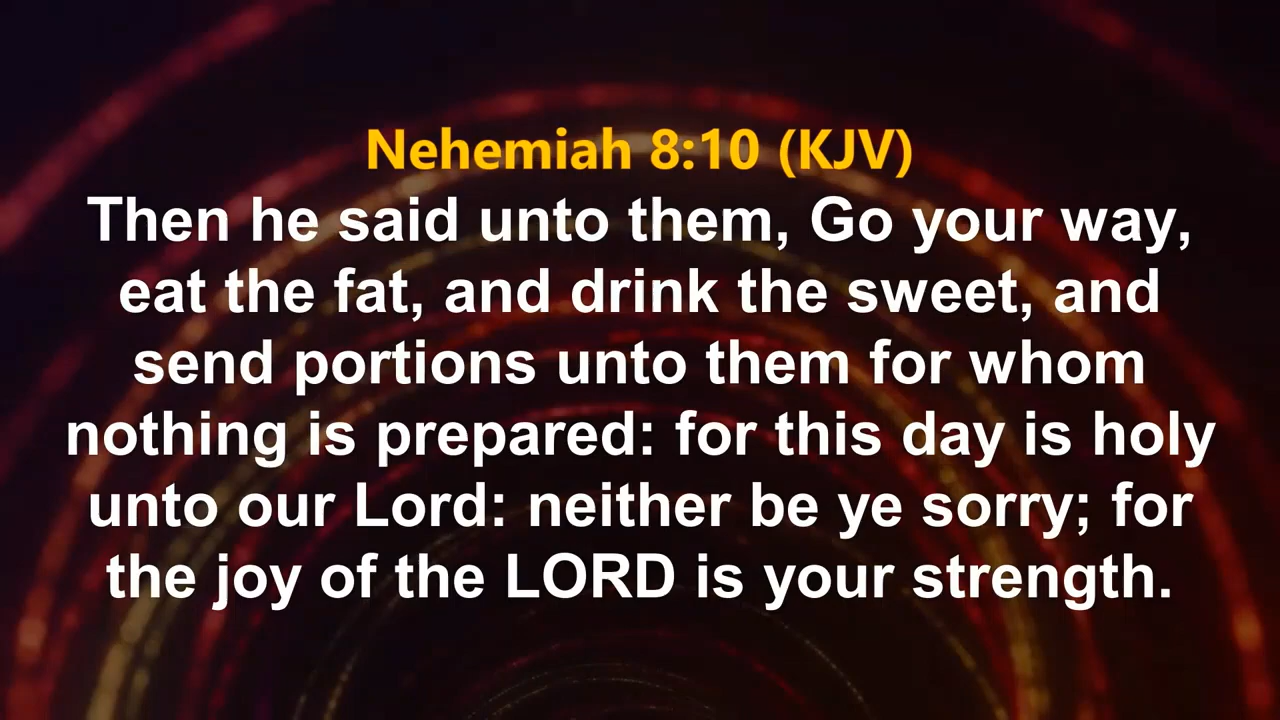 Nehemiah 8:10 (KJV)
Then he said unto them, Go your way,
eat the fat, and drink the sweet, and
send portions unto them for whom
nothing is prepared: for this day is holy
unto our Lord: neither be ye sorry; for
the joy of the LORD is your strength.